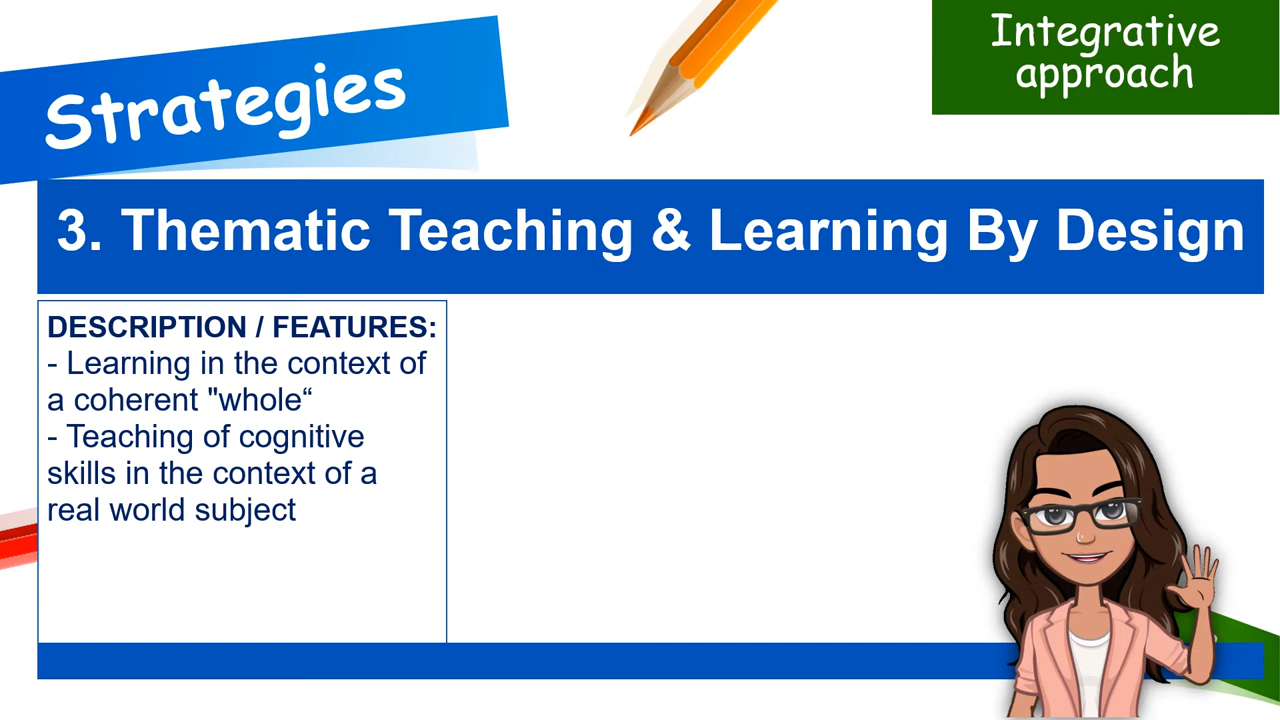 Strategies
Integrative
approach
3. Thematic Teaching & Learning By Design
DESCRIPTION / FEATURES:
- Learning in the context of
a coherent "whole“
- Teaching of cognitive
skills in the context of a
real world subject